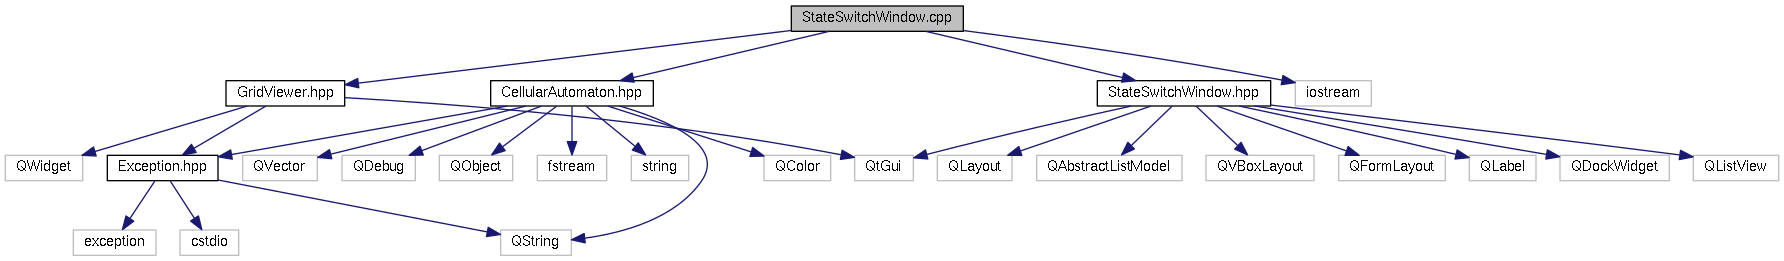 StateSwitchWindow.cpp
GridViewer.hpp
CellularAutomaton.hpp
StateSwitchWindow.hpp
iostream
QWidget
Exception.hpp
QVector
QDebug
QObject
fstream
string
QColor
QtGui
QLayout
QAbstractListModel
QVBoxLayout
QFormLayout
QLabel
QDockWidget
QListView
exception
cstdio
QString